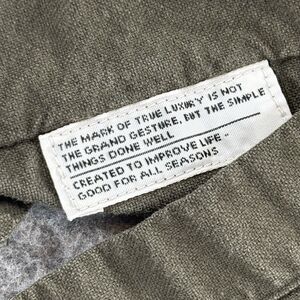 THE MARK OF TRUE LUXURY IS NOT
THE GRAND GESTURE, BUT THE SIMPLE
THINGS DONE WELL
CREATED TO IMPROVE LIFE -
GOOD FOR ALL SEASONS